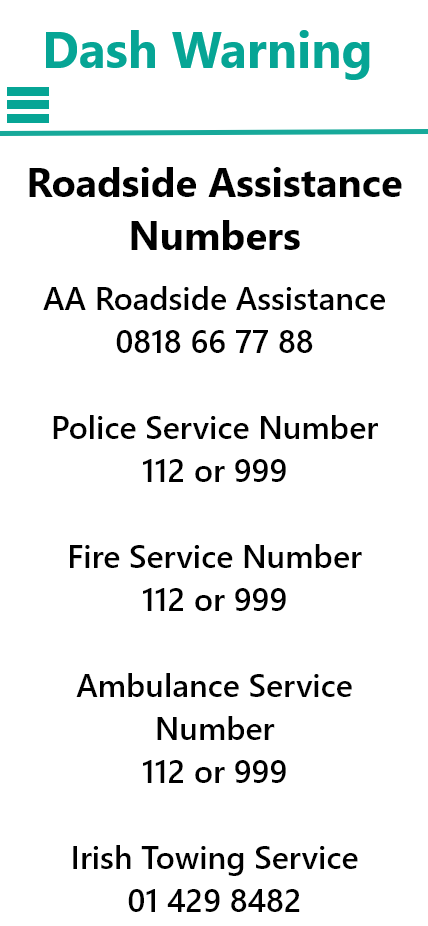 Dash Warning
Roadside Assistance
Numbers
AA Roadside Assistance
0818 66 77 88
Police Service Number
112 or 999
Fire Service Number
112 or 999
Ambulance Service
Number
112 or 999
Irish Towing Service
01 429 8482